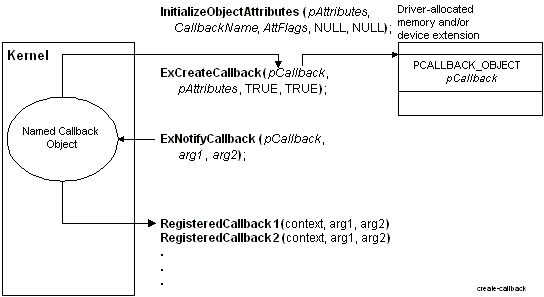 InitializeObjectAttributes (pAttributes,
CallbackName, AttFlags, NULL, NULL);
Driver-allocated
memory and/or
device extension
Kernel
ExCreateCallback(pCallback,
pAttributes, TRUE, TRUE);
PCALLBACK_OBJECT
pCallback
Named Callback
Object
ExNotifyCallback (pCallback,
arg1 , arg2);
RegisteredCallback1(context, arg1, arg2)
RegisteredCallback2 (context, arg1, arg2)
.
.
.
create-callback